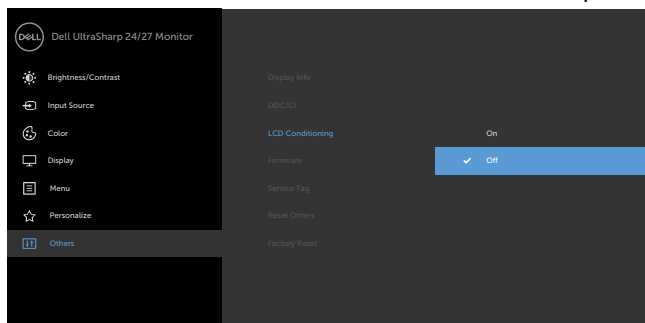 DELL Dell UltraSharp 24/27 Monitor
Brightness/Contrast
Input Source
Color
Display
Menu
Personalize
Others
Display Info
DDC/CI
LCD Conditioning
Firmware
Service Tag
Reset Others
Factory Reset
On
Off